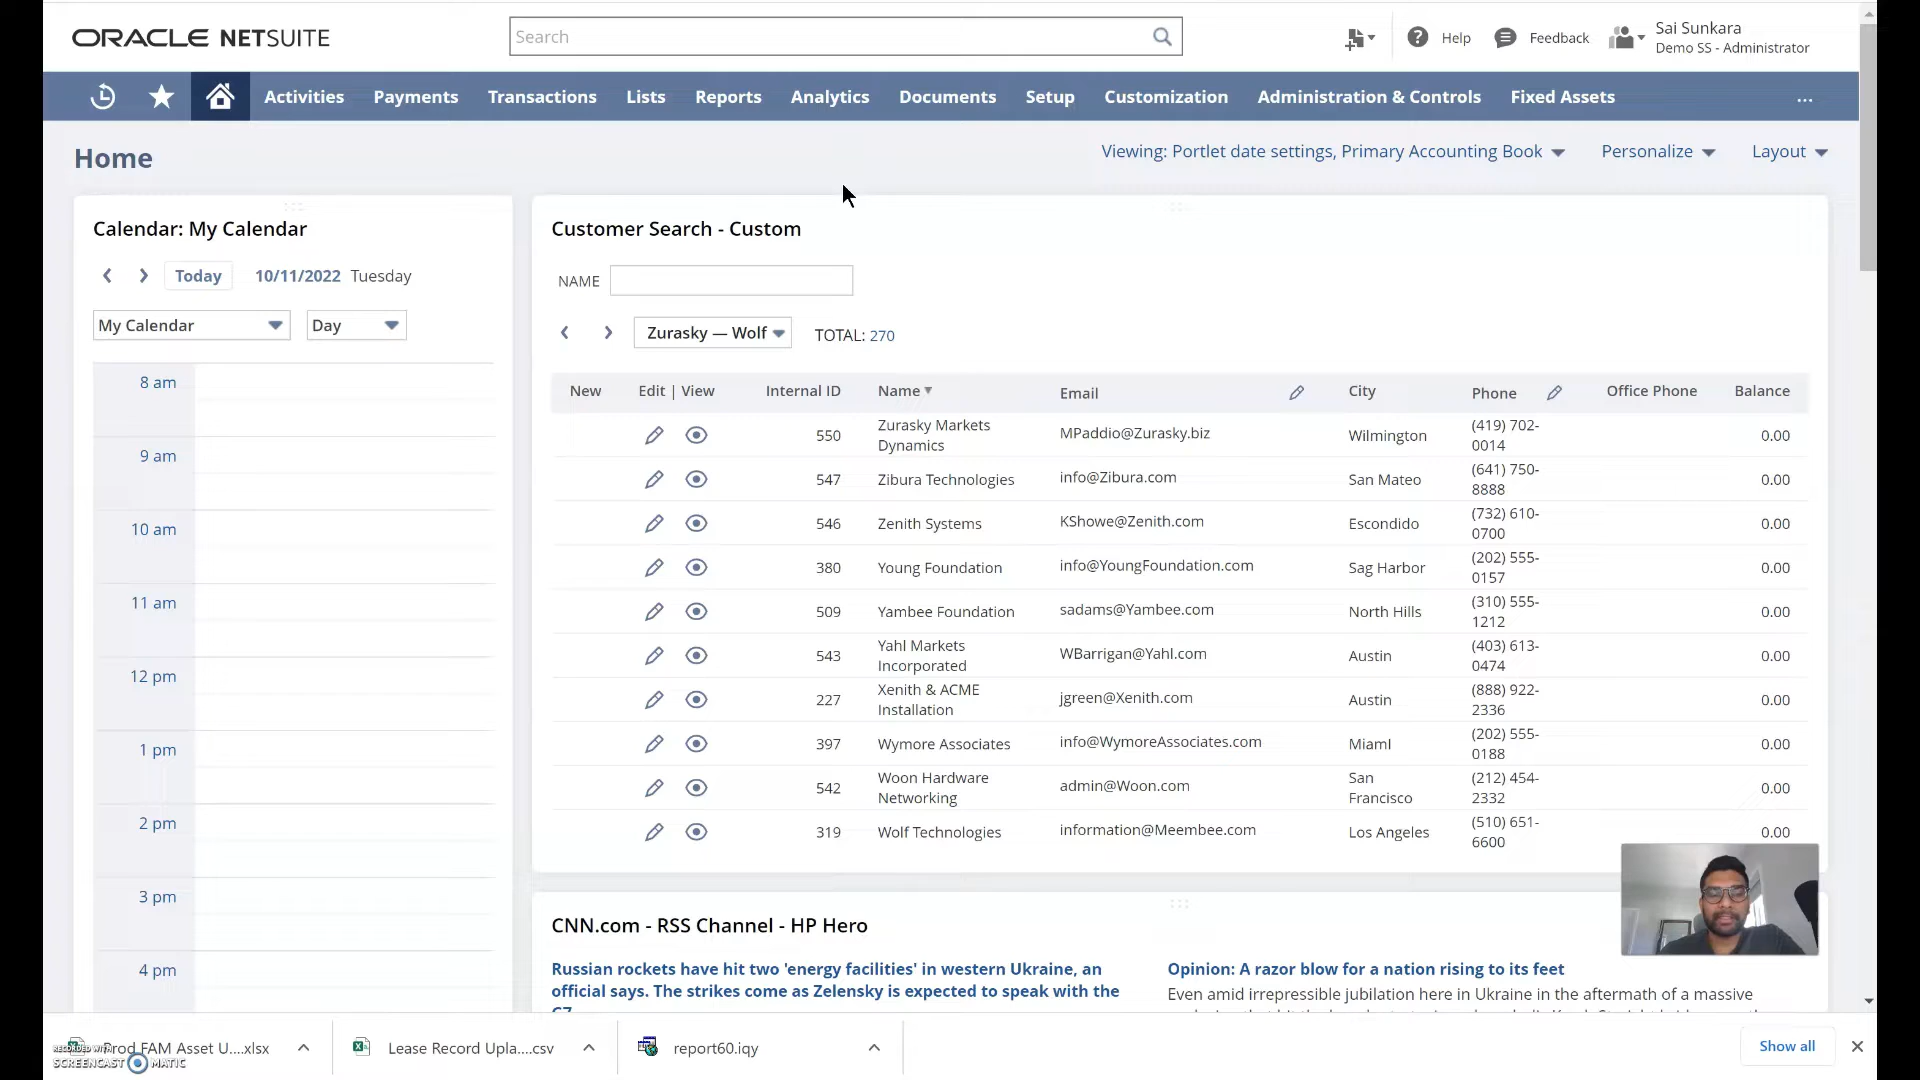 ORACLE NETSUITE
Search
Help
Feedback
Sai Sunkara
Demo SS - Administrator
Activities Payments Transactions Lists Reports Analytics Documents Setup Customization Administration & Controls Fixed Assets ...
Home
Viewing: Portlet date settings, Primary Accounting Book
Personalize
Layout
Calendar: My Calendar
Today 10/11/2022 Tuesday
My Calendar Day
8 am
9 am
10 am
11 am
12 pm
1 pm
2 pm
3 pm
4 pm
Customer Search - Custom
NAME
Zurasky — Wolf TOTAL: 270
New Edit | View Internal ID Name Email City Phone Office Phone Balance
550 Zurasky Markets Dynamics MPaddio@Zurasky.biz Wilmington (419) 702-0014 0.00
547 Zibura Technologies info@Zibura.com San Mateo (641) 750-8888 0.00
546 Zenith Systems KShowe@Zenith.com Escondido (732) 610-0700 0.00
380 Young Foundation info@YoungFoundation.com Sag Harbor (202) 555-0157 0.00
509 Yambee Foundation sadams@Yambee.com North Hills (310) 555-1212 0.00
543 Yahl Markets Incorporated WBarrigan@Yahl.com Austin (403) 613-0474 0.00
227 Xenith & ACME Installation jgreen@Xenith.com Austin (888) 922-2336 0.00
397 Wymore Associates info@WymoreAssociates.com MiamI (202) 555-0188 0.00
542 Woon Hardware Networking admin@Woon.com San Francisco (212) 454-2332 0.00
319 Wolf Technologies information@Meembee.com Los Angeles (510) 651-6600 0.00
CNN.com - RSS Channel - HP Hero
Russian rockets have hit two 'energy facilities' in western Ukraine, an
official says. The strikes come as Zelensky is expected to speak with the
Opinion: A razor blow for a nation rising to its feet
Even amid irrepressible jubilation here in Ukraine in the aftermath of a massive
Prod FAM Asset U....xlsx
Lease Record Upla....csv
report60.iqy
Show all
RECORDED WITH
SCREENCAST MATIC